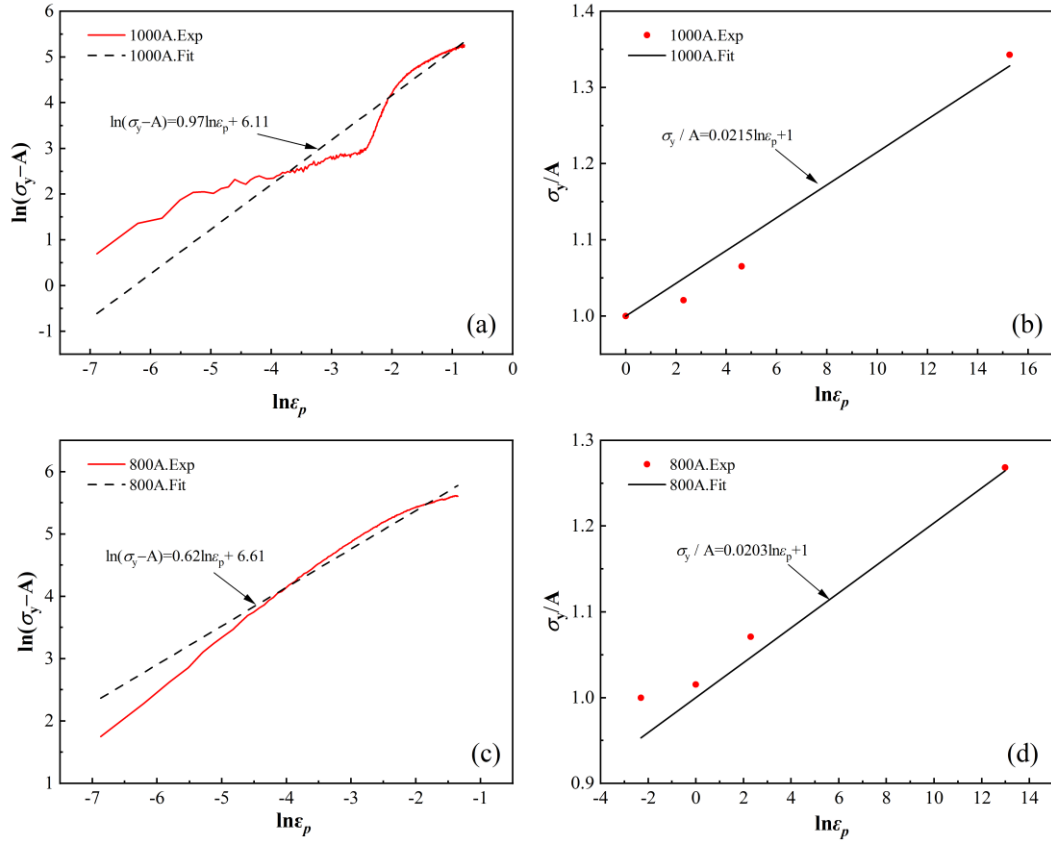 6
5
4
3
2
1
0
-1
-7
-6
-5
-4
-3
-2
-1
0
ln(σy−A)
lnεp
1000A.Exp
1000A.Fit
ln(σy−A)=0.97lnεp+ 6.11
(a)
1.4
1.3
1.2
1.1
1.0
0
2
4
6
8
10
12
14
16
σy/A
lnεp
1000A.Exp
1000A.Fit
σy / A=0.0215lnεp+1
(b)
6
5
4
3
2
1
-7
-6
-5
-4
-3
-2
-1
ln(σy−A)
lnεp
800A.Exp
800A.Fit
ln(σy−A)=0.62lnεp+ 6.61
(c)
1.3
1.2
1.1
1.0
0.9
-4
-2
0
2
4
6
8
10
12
14
σy/A
lnεp
800A.Exp
800A.Fit
σy / A=0.0203lnεp+1
(d)